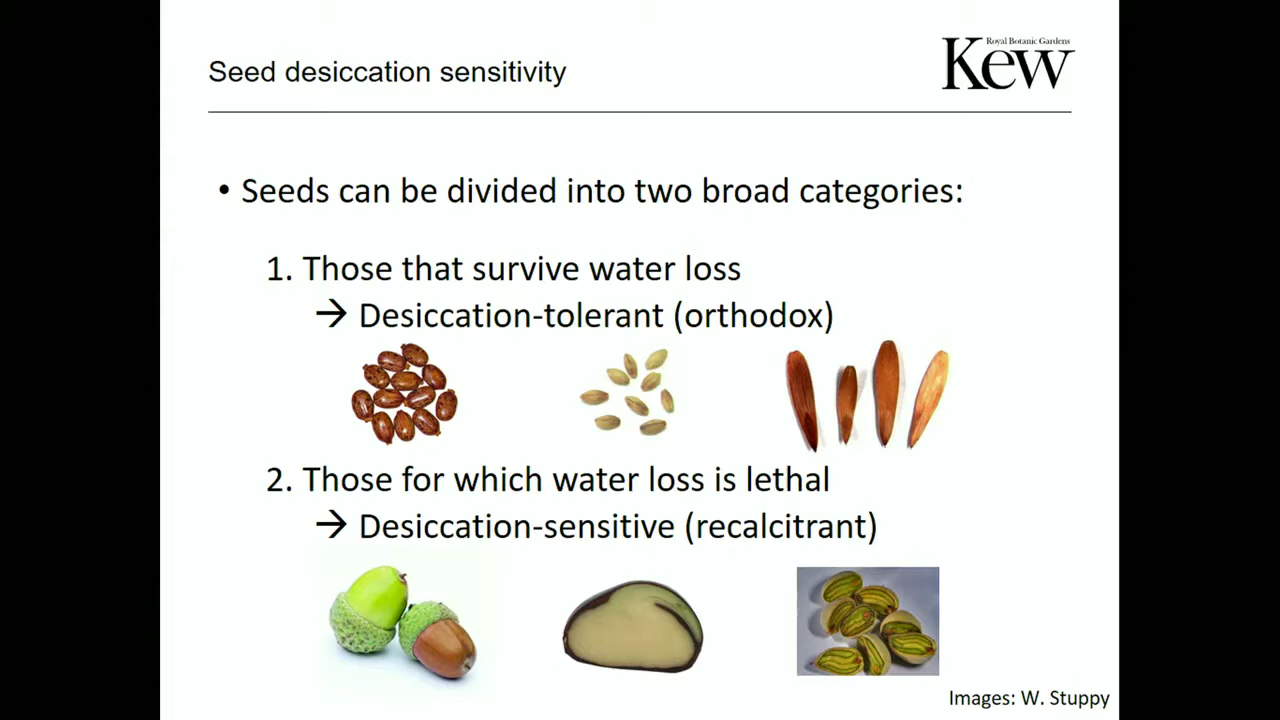 Seed desiccation sensitivity
Royal Botanic Gardens
Kew
• Seeds can be divided into two broad categories:
1. Those that survive water loss
→ Desiccation-tolerant (orthodox)
2. Those for which water loss is lethal
→ Desiccation-sensitive (recalcitrant)
Images: W. Stuppy